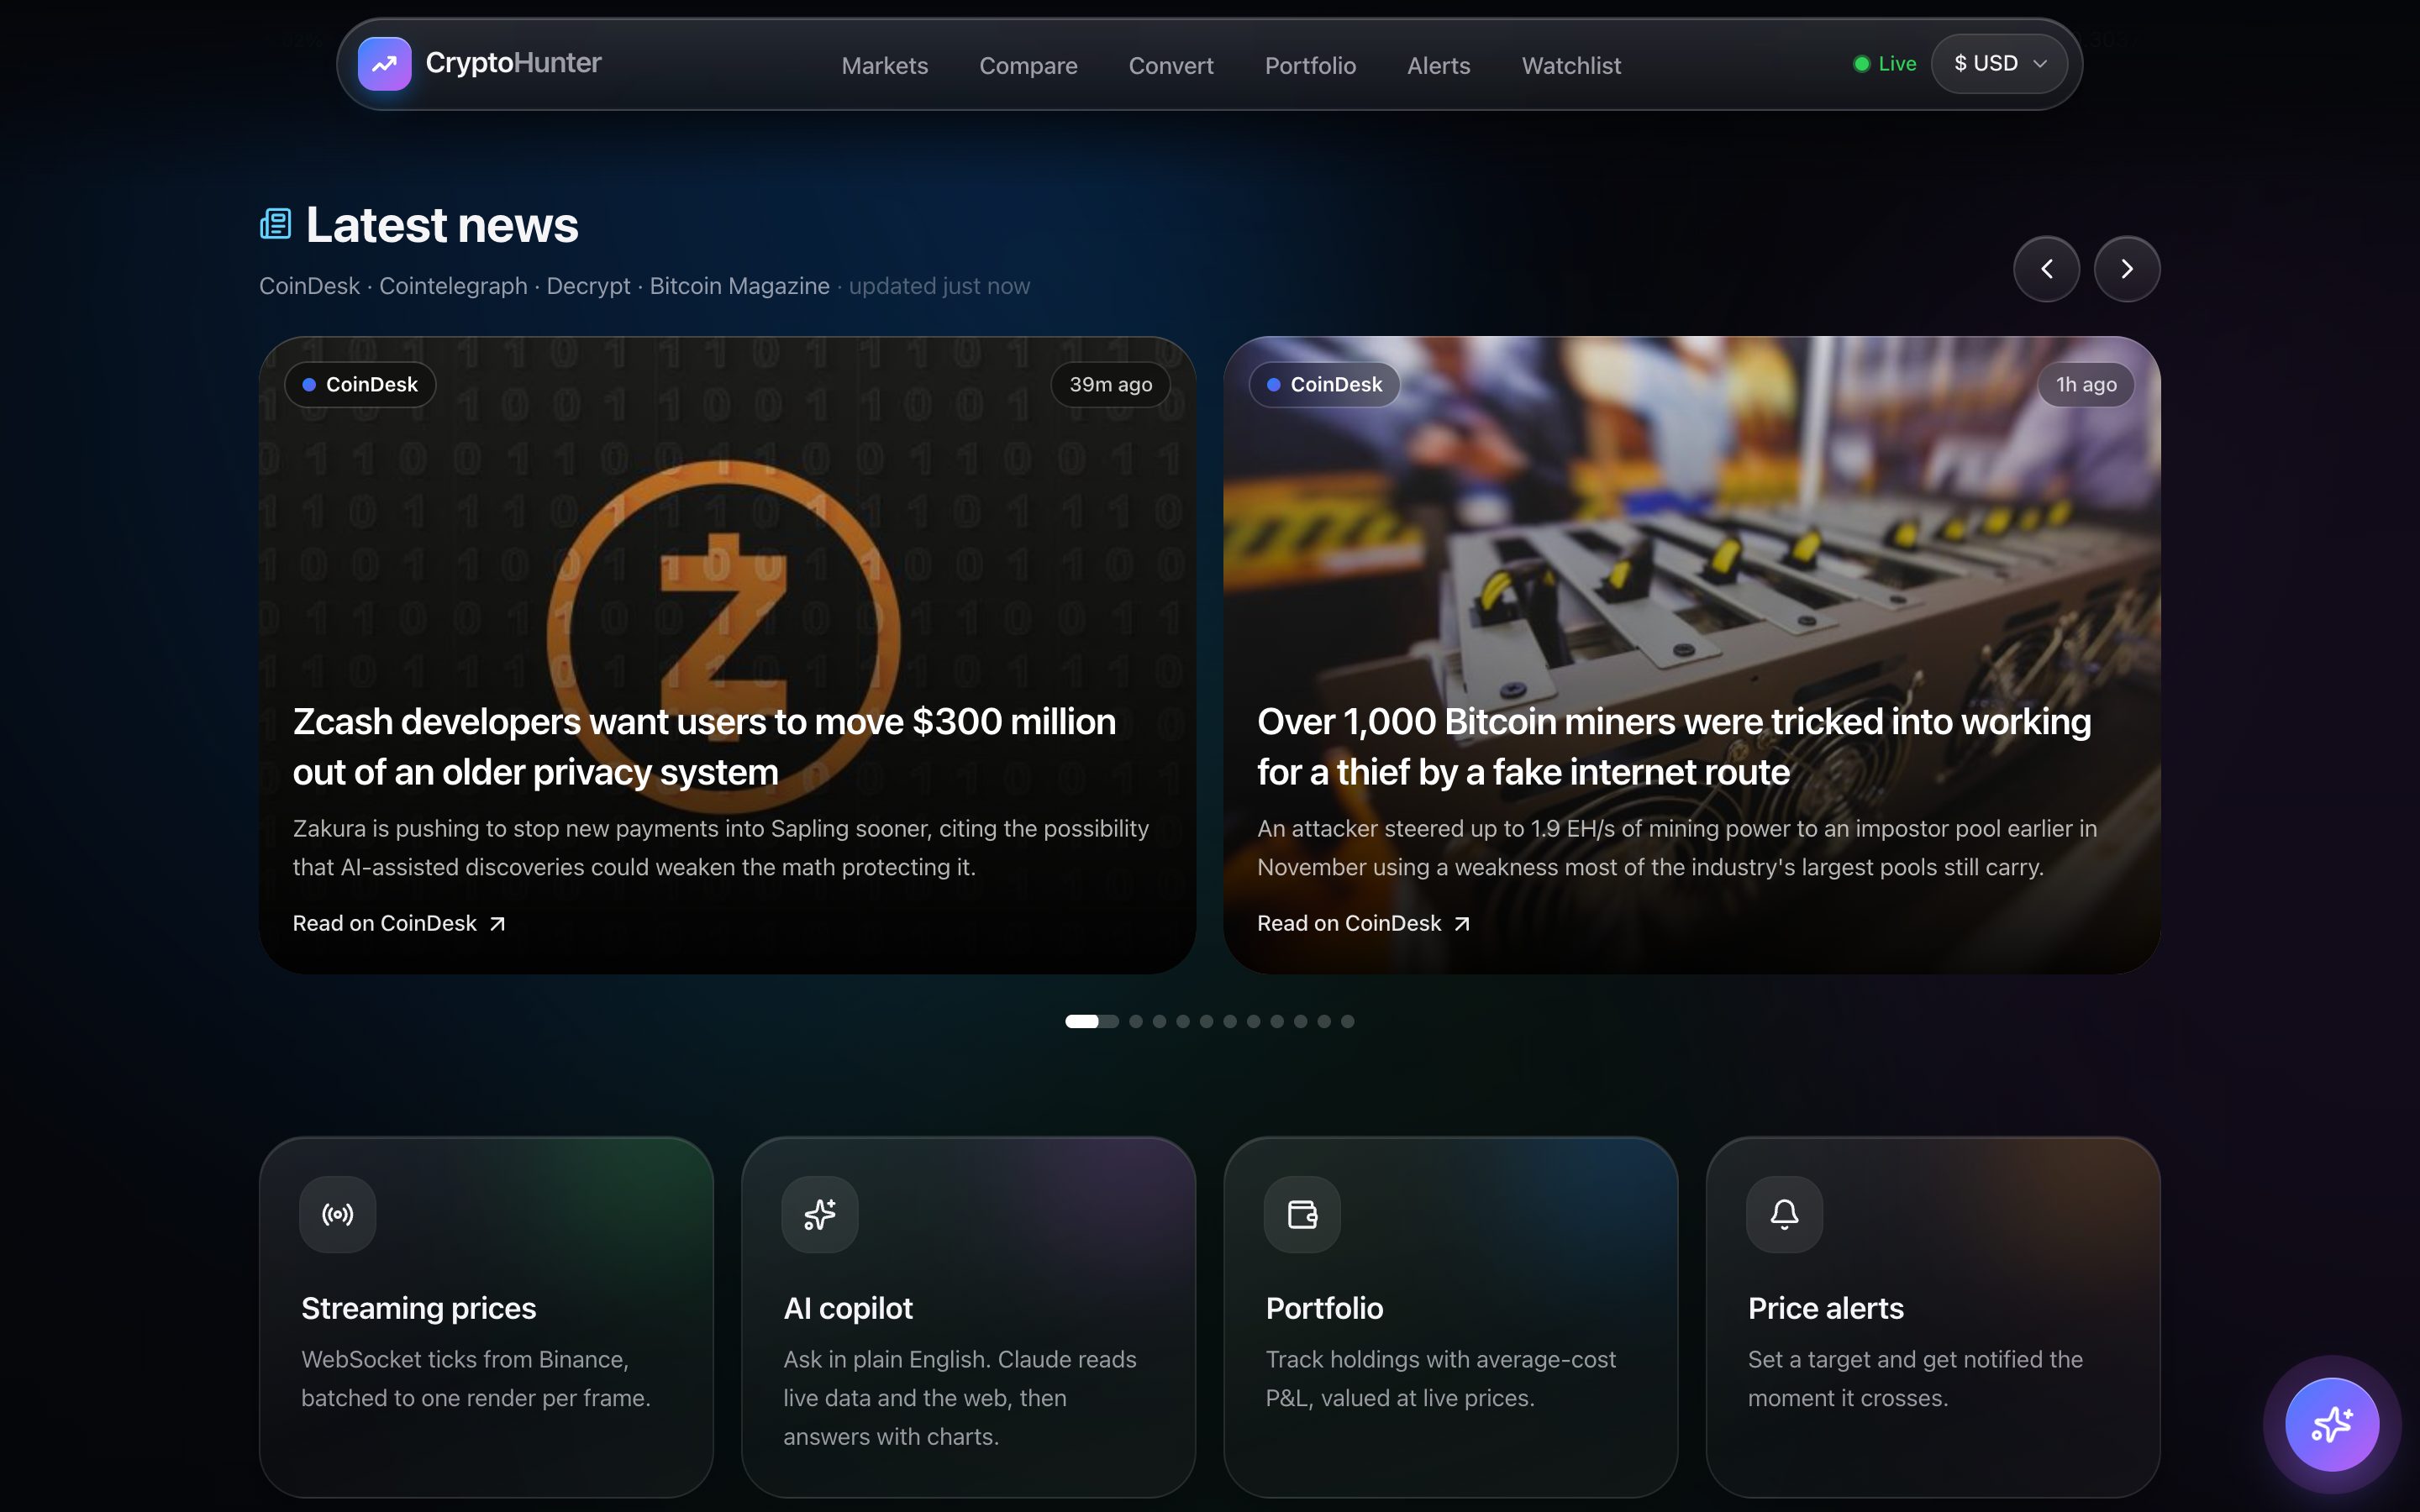 CryptoHunter
Markets
Compare
Convert
Portfolio
Alerts
Watchlist
Live
$ USD
Latest news
CoinDesk · Cointelegraph · Decrypt · Bitcoin Magazine · updated just now
CoinDesk
39m ago
Zcash developers want users to move $300 million
out of an older privacy system
Zakura is pushing to stop new payments into Sapling sooner, citing the possibility
that AI-assisted discoveries could weaken the math protecting it.
Read on CoinDesk
CoinDesk
1h ago
Over 1,000 Bitcoin miners were tricked into working
for a thief by a fake internet route
An attacker steered up to 1.9 EH/s of mining power to an impostor pool earlier in
November using a weakness most of the industry's largest pools still carry.
Read on CoinDesk
Streaming prices
WebSocket ticks from Binance,
batched to one render per frame.
AI copilot
Ask in plain English. Claude reads
live data and the web, then
answers with charts.
Portfolio
Track holdings with average-cost
P&L, valued at live prices.
Price alerts
Set a target and get notified the
moment it crosses.